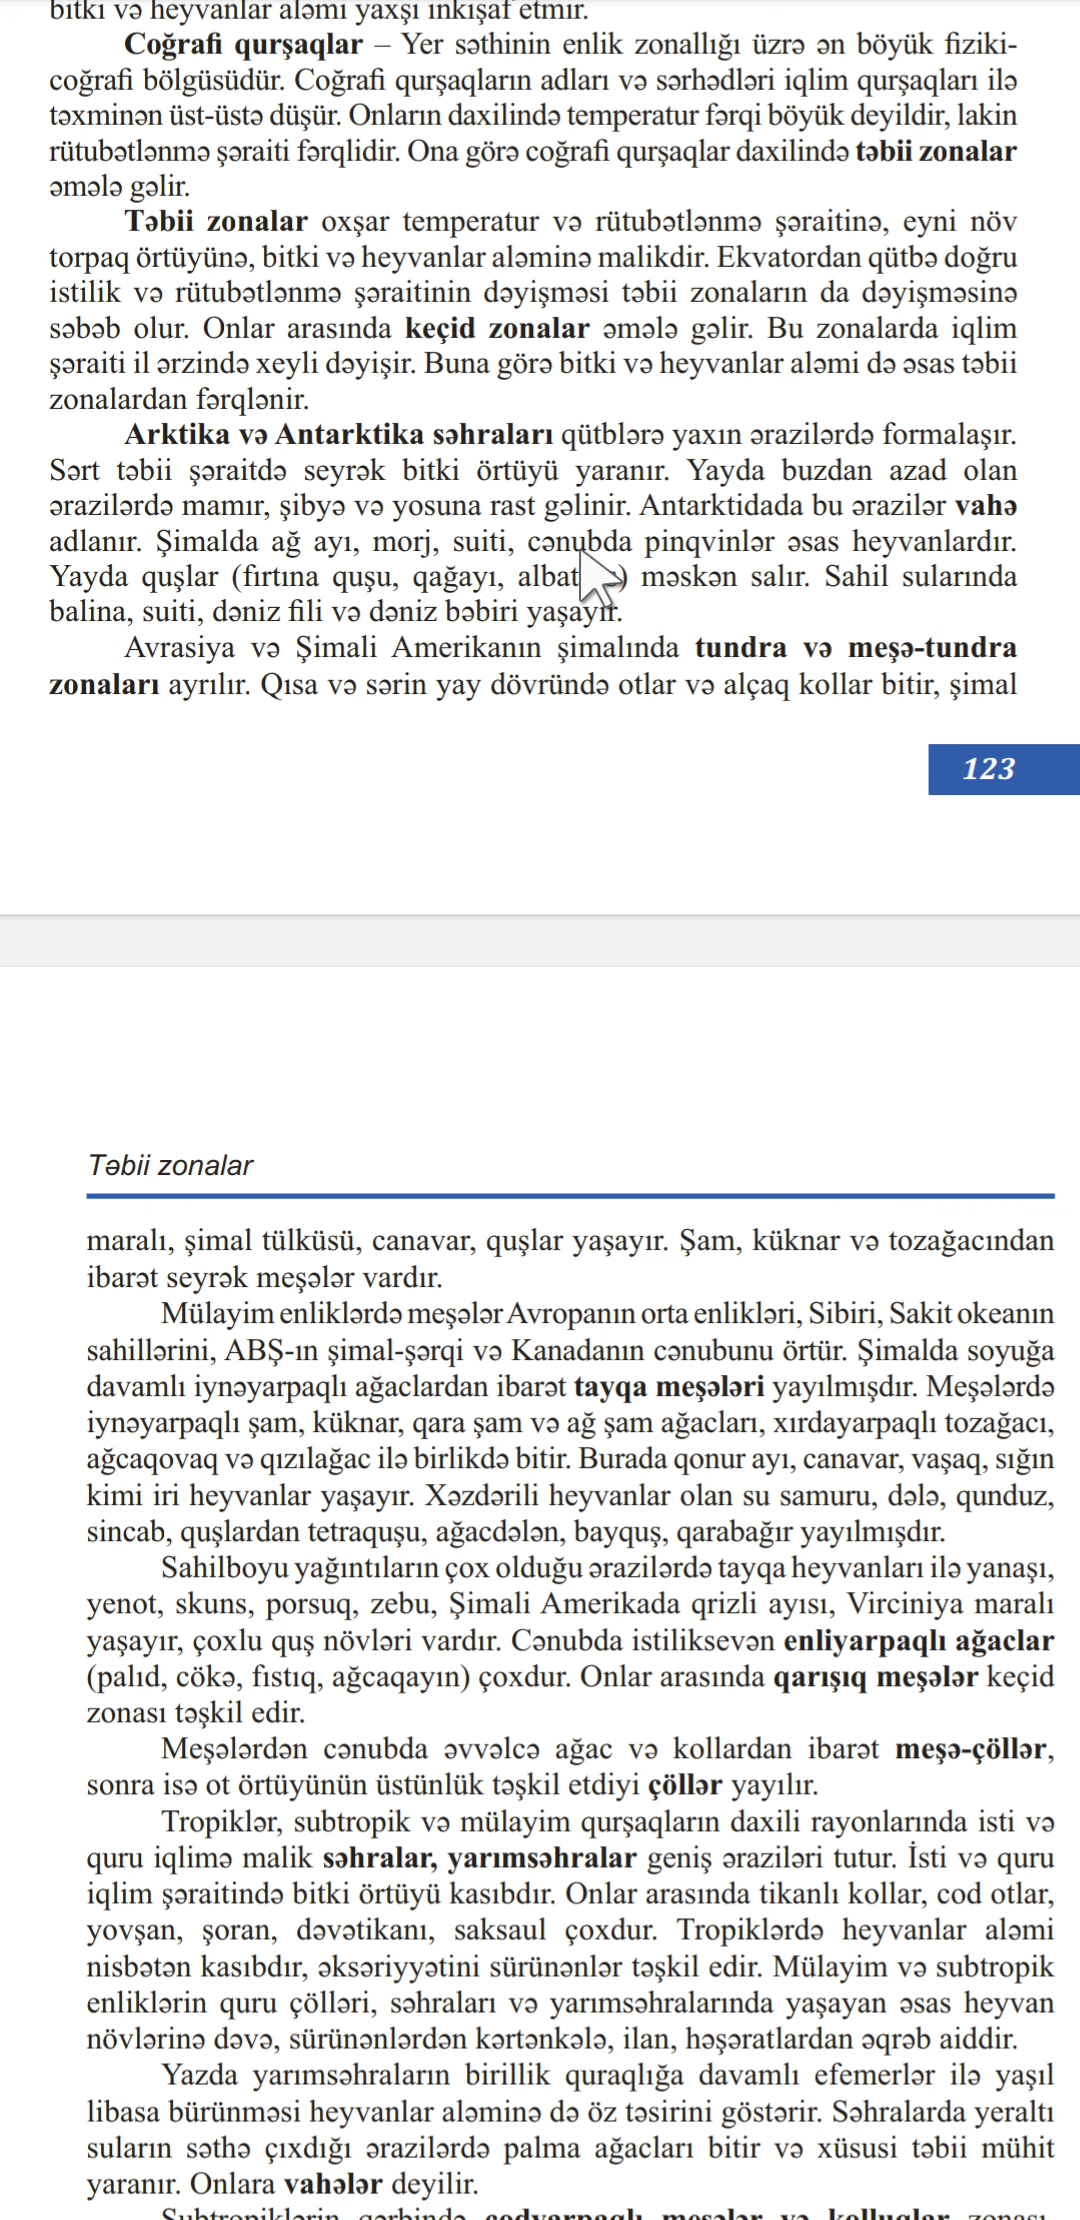 bitki və heyvanlar aləmi yaxşı inkişaf etmir.
Coğrafi qurşaqlar – Yer səthinin enlik zonallığı üzrə ən böyük fiziki-
coğrafi bölgüsüdür. Coğrafi qurşaqların adları və sərhədləri iqlim qurşaqları ilə
təxminən üst-üstə düşür. Onların daxilində temperatur fərqi böyük deyildir, lakin
rütubətlənmə şəraiti fərqlidir. Ona görə coğrafi qurşaqlar daxilində təbii zonalar
əmələ gəlir.
Təbii zonalar oxşar temperatur və rütubətlənmə şəraitinə, eyni növ
torpaq örtüyünə, bitki və heyvanlar aləminə malikdir. Ekvatordan qütbə doğru
istilik və rütubətlənmə şəraitinin dəyişməsi təbii zonaların da dəyişməsinə
səbəb olur. Onlar arasında keçid zonalar əmələ gəlir. Bu zonalarda iqlim
şəraiti il ərzində xeyli dəyişir. Buna görə bitki və heyvanlar aləmi də əsas təbii
zonalardan fərqlənir.
Arktika və Antarktika səhraları qütblərə yaxın ərazilərdə formalaşır.
Sərt təbii şəraitdə seyrək bitki örtüyü yaranır. Yayda buzdan azad olan
ərazilərdə mamır, şibyə və yosuna rast gəlinir. Antarktidada bu ərazilər vahə
adlanır. Şimalda ağ ayı, morj, suiti, cənubda pinqvinlər əsas heyvanlardır.
Yayda quşlar (fırtına quşu, qağayı, məskən salır. Sahil sularında
balina, suiti, dəniz fili və dəniz bəbiri yaşayır.
Avrasiya və Şimali Amerikanın şimalında tundra və meşə-tundra
zonaları ayrılır. Qısa və sərin yay dövründə otlar və alçaq kollar bitir, şimal
123
Təbii zonalar
maralı, şimal tülküsü, canavar, quşlar yaşayır. Şam, küknar və tozağacından
ibarət seyrək meşələr vardır.
Mülayim enliklərdə meşələr Avropanın orta enlikləri, Sibiri, Sakit okeanın
sahillərini, ABŞ-ın şimal-şərqi və Kanadanın cənubunu örtür. Şimalda soyuğa
davamlı iynəyarpaqlı ağaclardan ibarət tayqa meşələri yayılmışdır. Meşələrdə
iynəyarpaqlı şam, küknar, qara şam və ağ şam ağacları, xırdayarpaqlı tozağacı,
ağcaqovaq və qızılağac ilə birlikdə bitir. Burada qonur ayı, canavar, vaşaq, sığın
kimi iri heyvanlar yaşayır. Xəzdərili heyvanlar olan su samuru, dələ, qunduz,
sincab, quşlardan tetraquşu, ağacdələn, bayquş, qarabağır yayılmışdır.
Sahilboyu yağıntıların çox olduğu ərazilərdə tayqa heyvanları ilə yanaşı,
yenot, skuns, porsuq, zebu, Şimali Amerikada qrizli ayısı, Virciniya maralı
yaşayır, çoxlu quş növləri vardır. Cənubda istiliksevən enliyarpaqlı ağaclar
(palıd, cökə, fıstıq, ağcaqayın) çoxdur. Onlar arasında qarışıq meşələr keçid
zonası təşkil edir.
Meşələrdən cənubda əvvəlcə ağac və kollardan ibarət meşə-çöllər,
sonra isə ot örtüyünün üstünlük təşkil etdiyi çöllər yayılır.
Tropiklər, subtropik və mülayim qurşaqların daxili rayonlarında isti və
quru iqlimə malik səhralar, yarımsəhralar geniş əraziləri tutur. İsti və quru
iqlim şəraitində bitki örtüyü kasıbdır. Onlar arasında tikanlı kollar, cod otlar,
yovşan, şoran, dəvətikanı, saksaul çoxdur. Tropiklərdə heyvanlar aləmi
nisbətən kasıbdır, əksəriyyətini sürünənlər təşkil edir. Mülayim və subtropik
enliklərin quru çölləri, səhraları və yarımsəhralarında yaşayan əsas heyvan
növlərinə dəvə, sürünənlərdən kərtənkələ, ilan, həşəratlardan əqrəb aiddir.
Yazda yarımsəhraların birillik quraqlığa davamlı efemerlər ilə yaşıl
libasa bürünməsi heyvanlar aləminə də öz təsirini göstərir. Səhralarda yeraltı
suların səthə çıxdığı ərazilərdə palma ağacları bitir və xüsusi təbii mühit
yaranır. Onlara vahələr deyilir.
Subtropiklərin qərbində codyarpaqlı meşələr və kolluqlar zonası